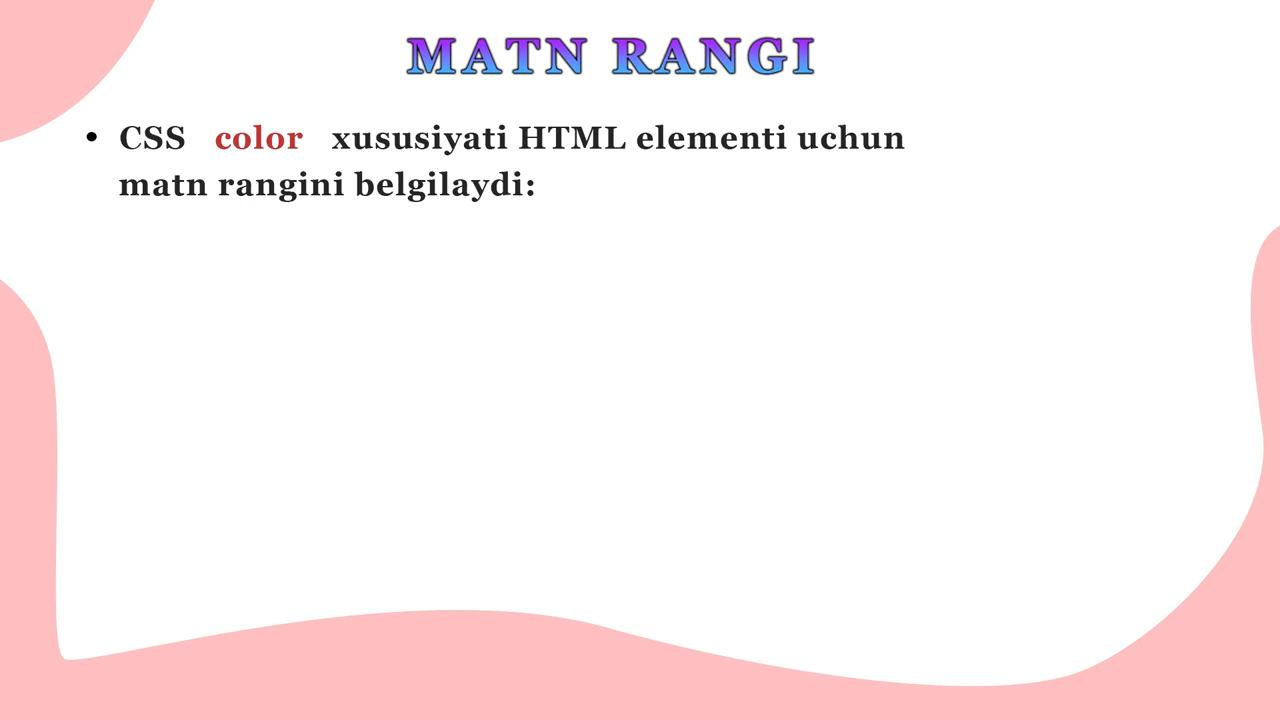 MATN RANGI
• CSS color xususiyati HTML elementi uchun
matn rangini belgilaydi: